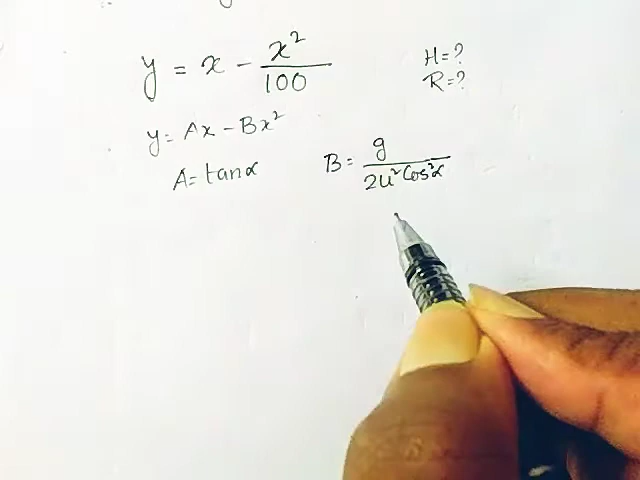 y = x - x²/100
H=?
R=?
y= Ax - Bx²
A= tanα
B= g/2u²Cos²α